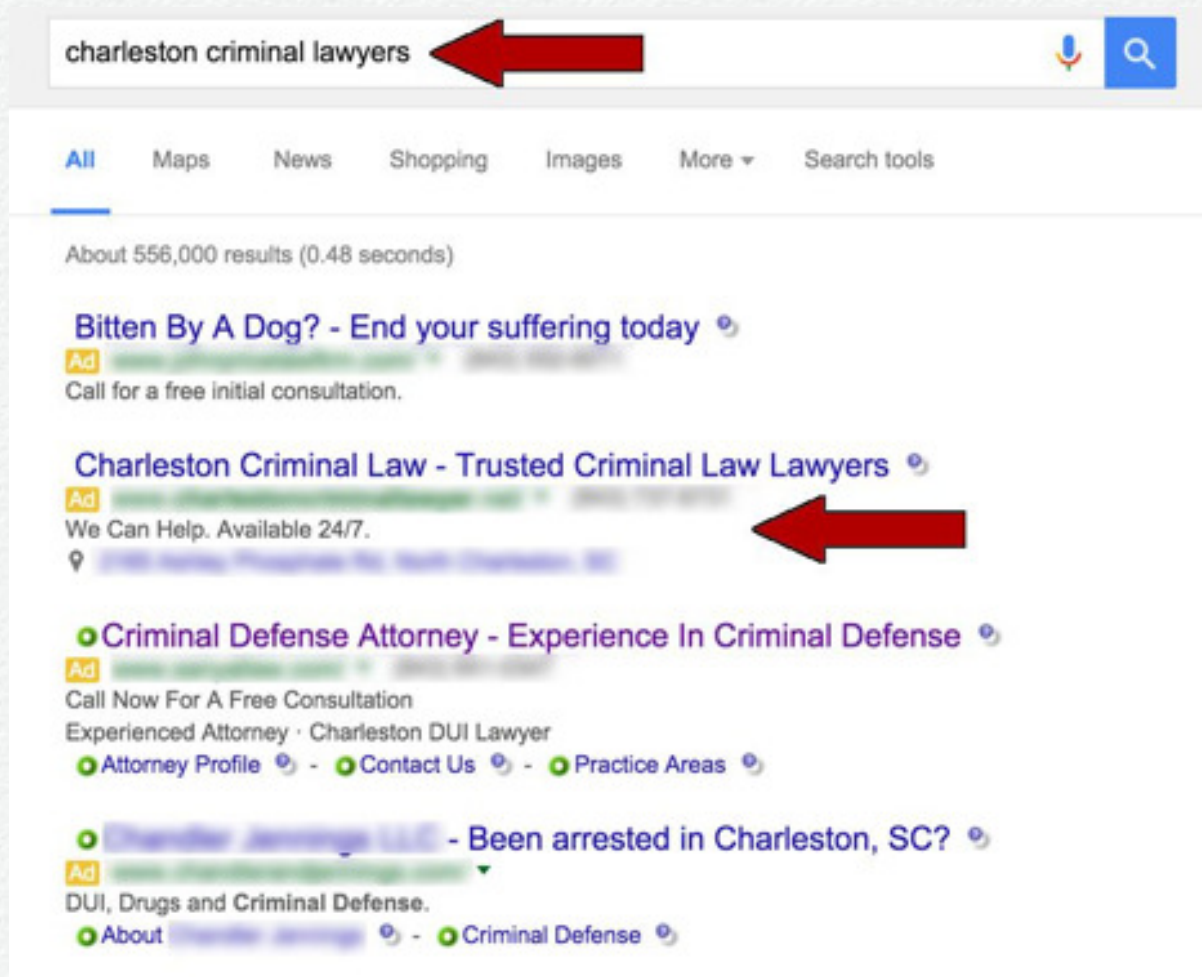 charleston criminal lawyers
All Maps News Shopping Images More Search tools
About 556,000 results (0.48 seconds)
Bitten By A Dog? - End your suffering today
Ad
Call for a free initial consultation.
Charleston Criminal Law - Trusted Criminal Law Lawyers
Ad
We Can Help. Available 24/7.
Criminal Defense Attorney - Experience In Criminal Defense
Ad
Call Now For A Free Consultation
Experienced Attorney · Charleston DUI Lawyer
Attorney Profile - Contact Us - Practice Areas
- Been arrested in Charleston, SC?
Ad
DUI, Drugs and Criminal Defense.
About - Criminal Defense